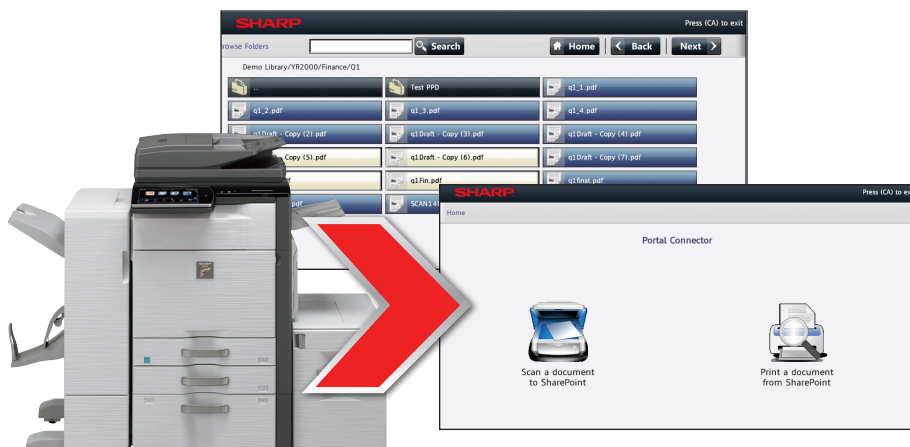 SHARP
Press (CA) to exit
rowse Folders
Search
Home
Back
Next
Demo Library/YR2000/Finance/Q1
..
Test PPD
q1_1.pdf
q1_2.pdf
q1_3.pdf
q1_4.pdf
q1Draft - Copy (2).pdf
q1Draft - Copy (3).pdf
q1Draft - Copy (4).pdf
Copy (5).pdf
q1Draft - Copy (6).pdf
q1Draft - Copy (7).pdf
f
q1Fin.pdf
q1final.pdf
pdf
SCAN14
SHARP
Press (CA) to ex
Home
Portal Connector
Scan a document
to SharePoint
Print a document
from SharePoint